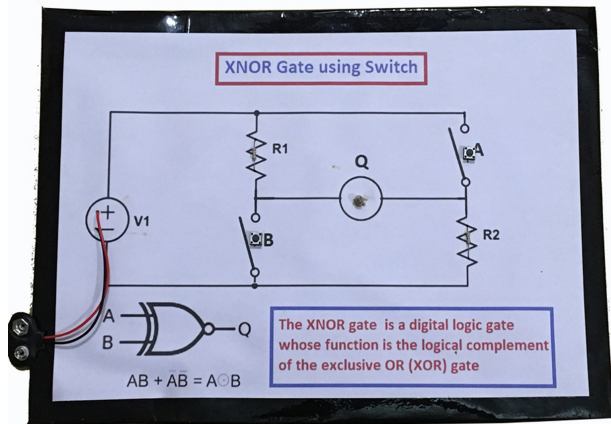 XNOR Gate using Switch
R1
A
Q
V1
B
R2
A
B
Q
AB + A̅B̅ = A⊙B
The XNOR gate is a digital logic gate
whose function is the logical complement
of the exclusive OR (XOR) gate